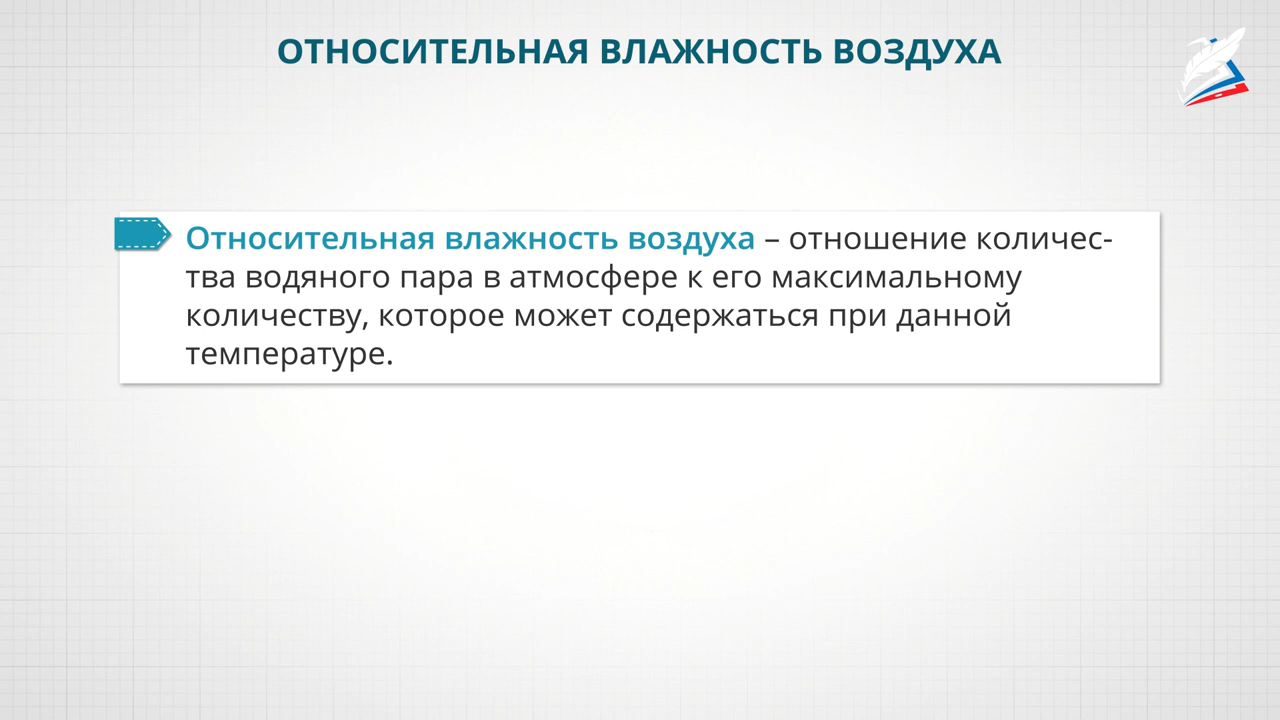 ОТНОСИТЕЛЬНАЯ ВЛАЖНОСТЬ ВОЗДУХА
Относительная влажность воздуха – отношение количес-
тва водяного пара в атмосфере к его максимальному
количеству, которое может содержаться при данной
температуре.